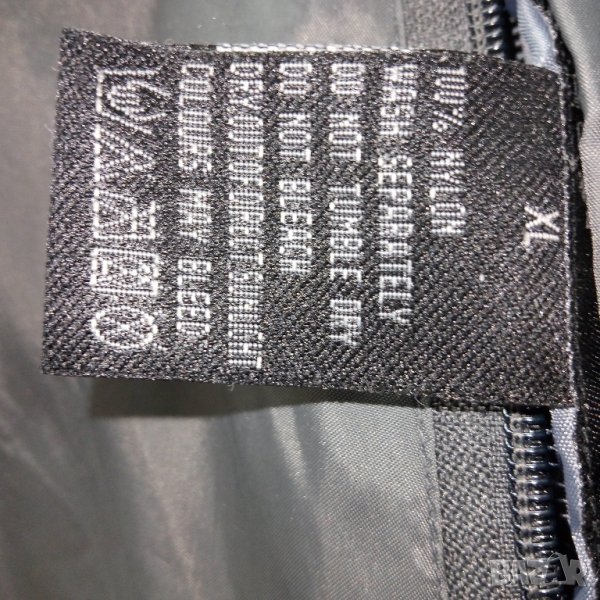 XL
100% NYLON
WASH SEPARATELY
DO NOT TUMBLE DRY
DO NOT BLEACH
DRY OUT OF DIRECT SUNLIGHT
COLOURS MAY BLEED
BAZAR